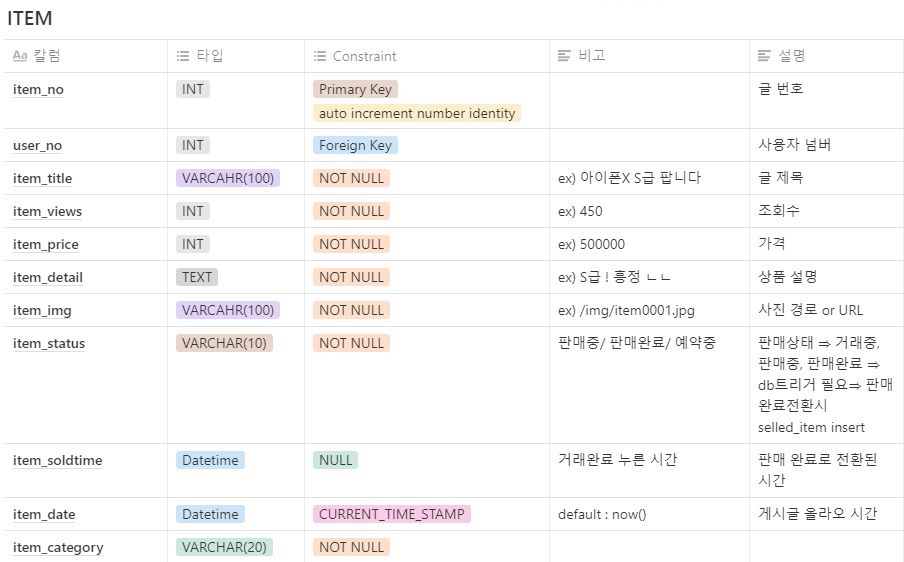 ITEM
Aa 칼럼 타입 Constraint 비고 설명
item_no INT Primary Key 글 번호
auto increment number identity
user_no INT Foreign Key 사용자 넘버
item_title VARCAHR(100) NOT NULL ex) 아이폰X S급 팝니다 글 제목
item_views INT NOT NULL ex) 450 조회수
item_price INT NOT NULL ex) 500000 가격
item_detail TEXT NOT NULL ex) S급 ! 흥정 ㄴㄴ 상품 설명
item_img VARCAHR(100) NOT NULL ex) /img/item0001.jpg 사진 경로 or URL
item_status VARCHAR(10) NOT NULL 판매중/ 판매완료/ 예약중 판매상태 ⇒ 거래중,
판매중, 판매완료 ⇒
db트리거 필요⇒ 판매
완료전환시
selled_item insert
item_soldtime Datetime NULL 거래완료 누른 시간 판매 완료로 전환된
시간
item_date Datetime CURRENT_TIME_STAMP default : now() 게시글 올라오 시간
item_category VARCHAR(20) NOT NULL